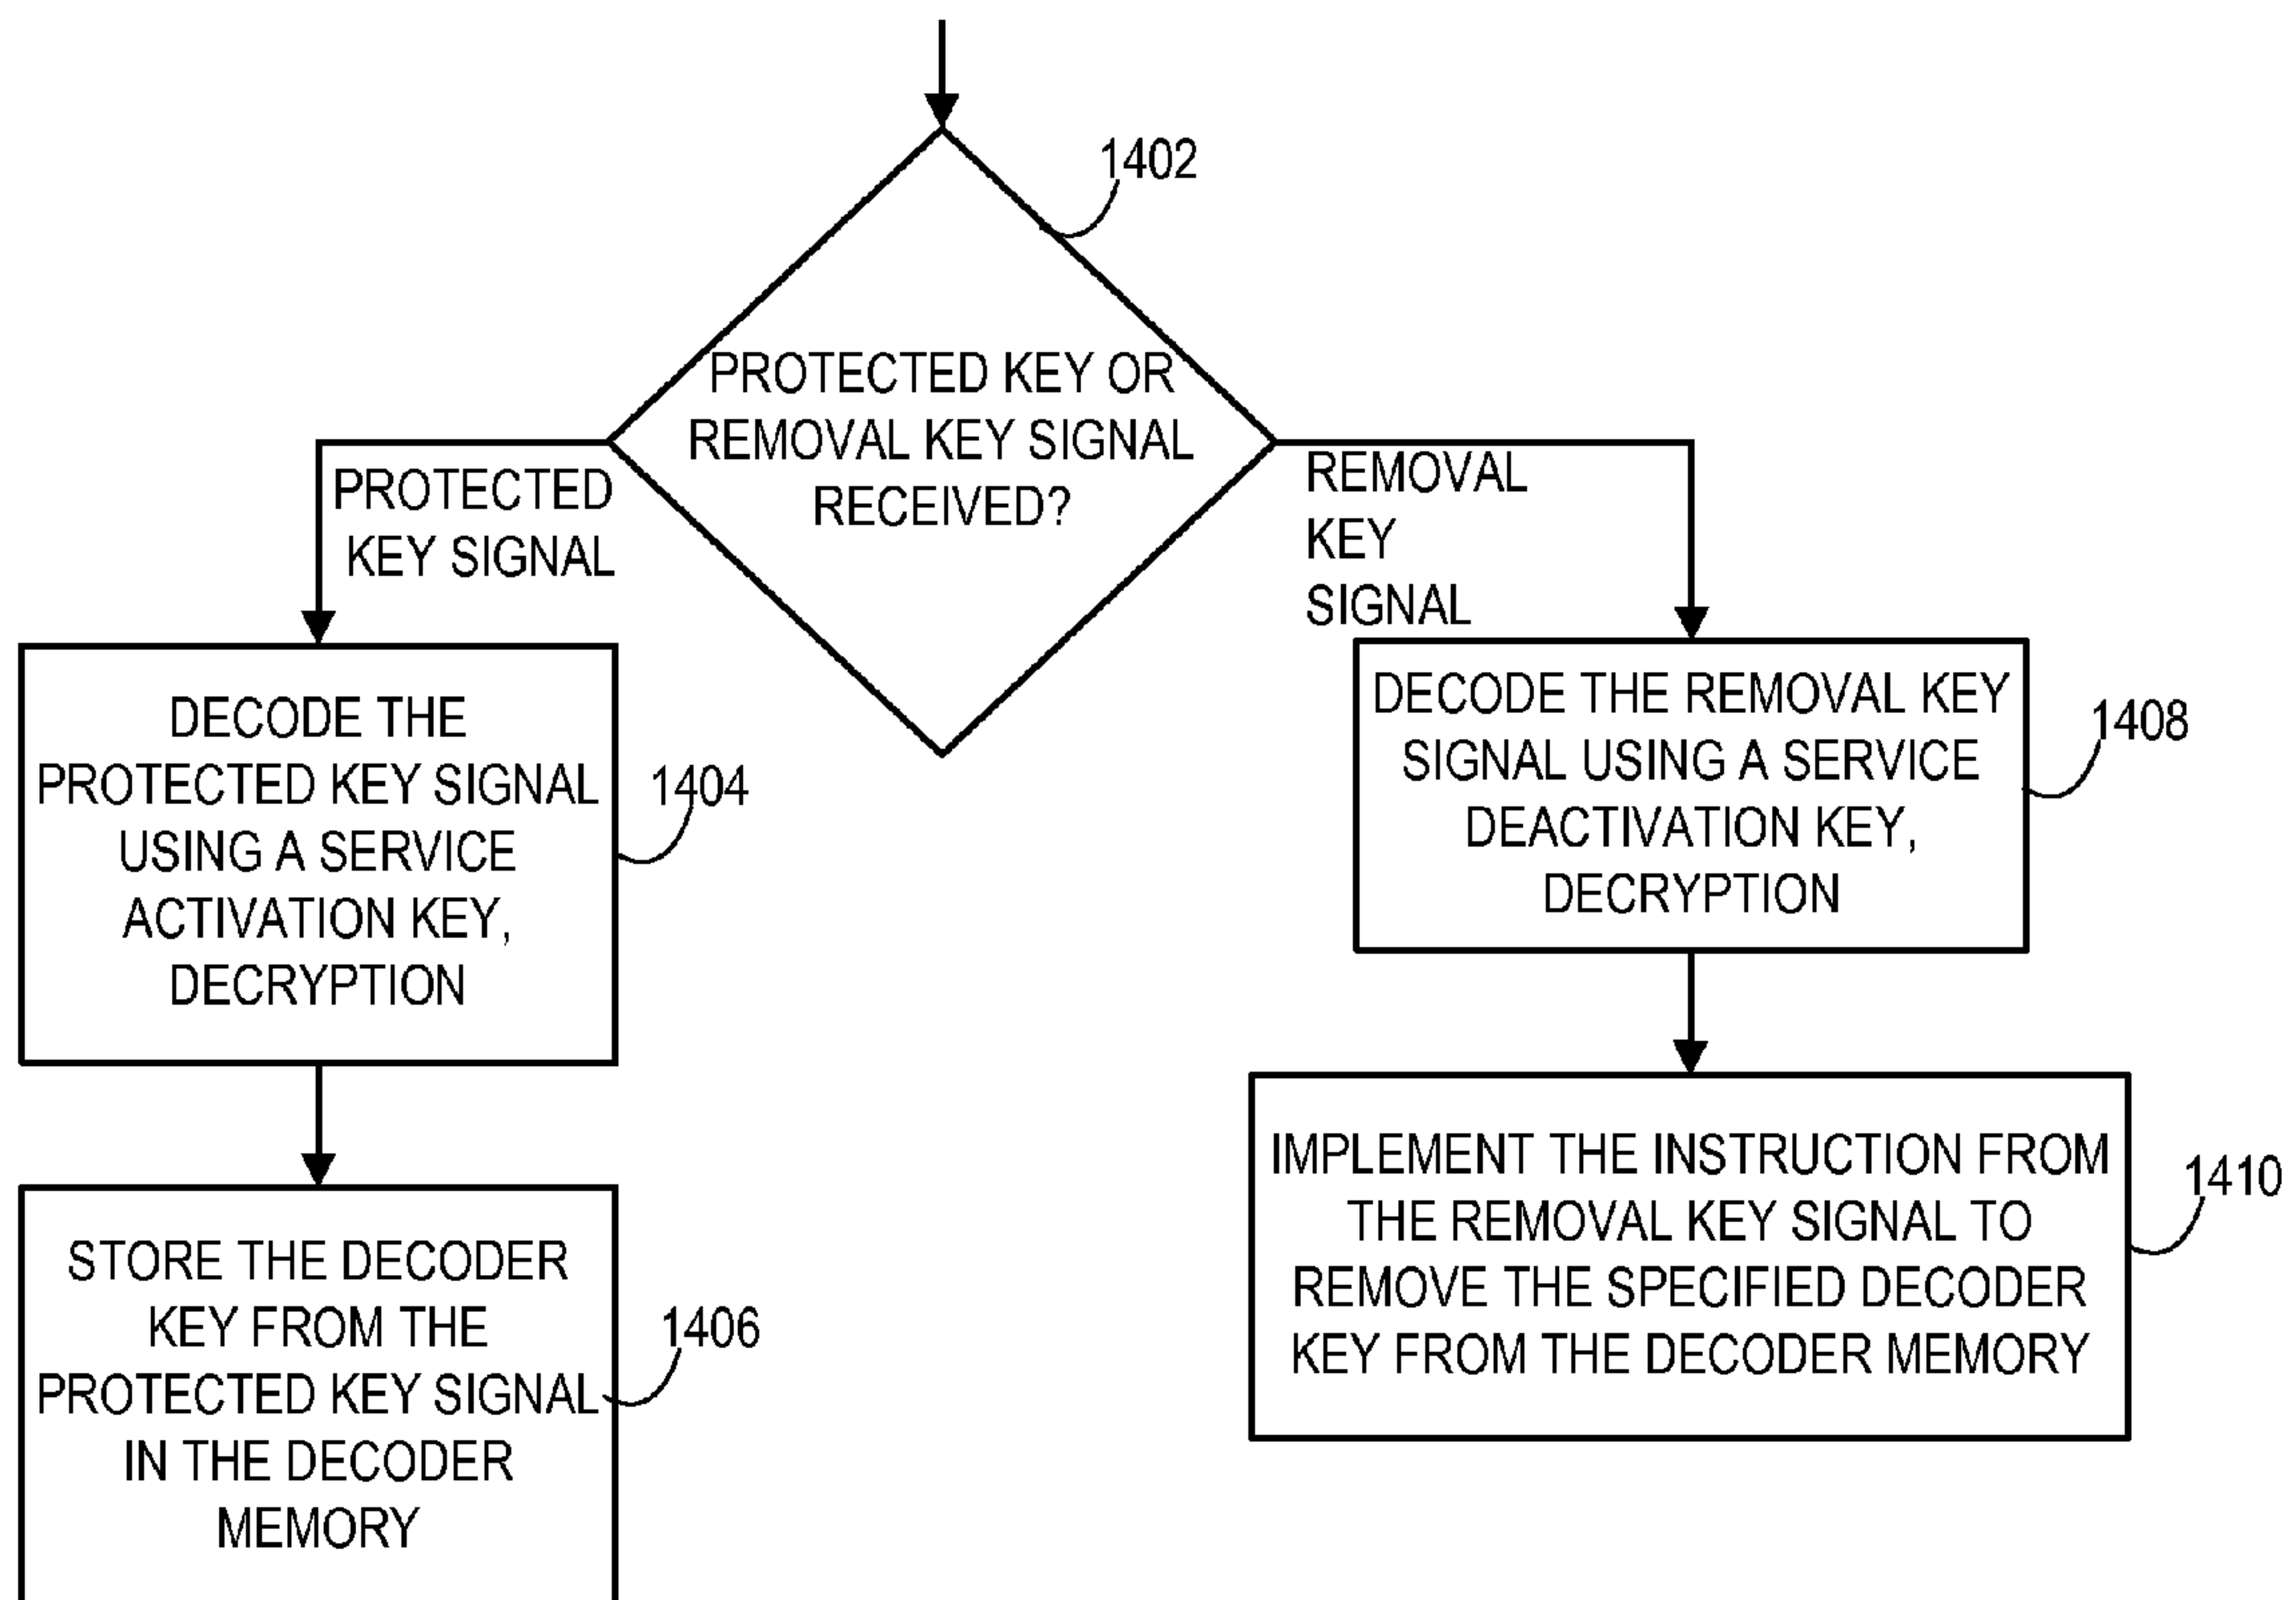 1402
PROTECTED KEY OR
REMOVAL KEY SIGNAL
RECEIVED?
PROTECTED
KEY SIGNAL
REMOVAL
KEY
SIGNAL
DECODE THE
PROTECTED KEY SIGNAL
USING A SERVICE
ACTIVATION KEY,
DECRYPTION
1404
DECODE THE REMOVAL KEY
SIGNAL USING A SERVICE
DEACTIVATION KEY,
DECRYPTION
1408
STORE THE DECODER
KEY FROM THE
PROTECTED KEY SIGNAL
IN THE DECODER
MEMORY
1406
IMPLEMENT THE INSTRUCTION FROM
THE REMOVAL KEY SIGNAL TO
REMOVE THE SPECIFIED DECODER
KEY FROM THE DECODER MEMORY
1410